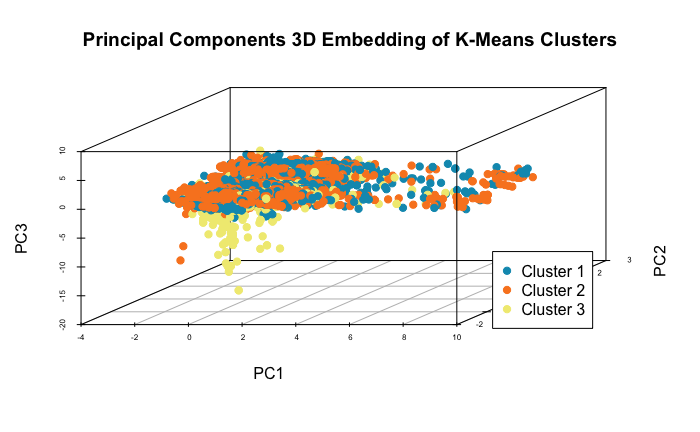 Principal Components 3D Embedding of K-Means Clusters
10
5
0
-5
-10
-15
-20
PC3
-4
-2
0
2
4
6
8
10
PC1
-2
2
3
PC2
Cluster 1
Cluster 2
Cluster 3